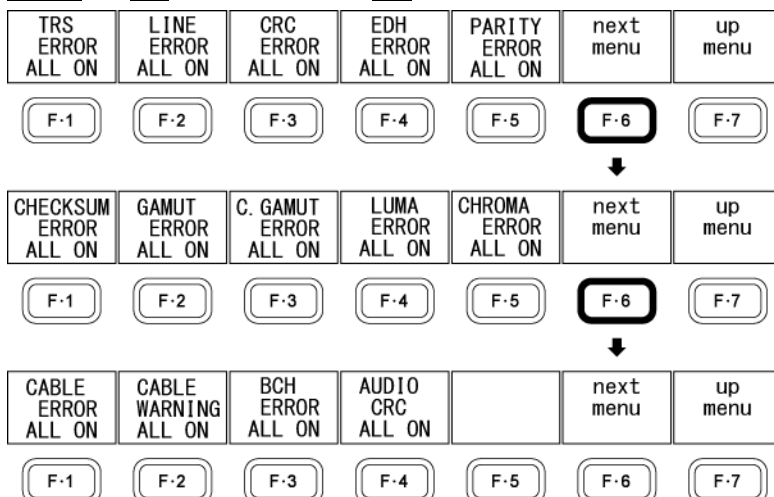 TRS ERROR ALL ON
LINE ERROR ALL ON
CRC ERROR ALL ON
EDH ERROR ALL ON
PARITY ERROR ALL ON
next menu
up menu
F·1 F·2 F·3 F·4 F·5 F·6 F·7
CHECKSUM ERROR ALL ON
GAMUT ERROR ALL ON
C. GAMUT ERROR ALL ON
LUMA ERROR ALL ON
CHROMA ERROR ALL ON
next menu
up menu
F·1 F·2 F·3 F·4 F·5 F·6 F·7
CABLE ERROR ALL ON
CABLE WARNING ALL ON
BCH ERROR ALL ON
AUDIO CRC ALL ON
next menu
up menu
F·1 F·2 F·3 F·4 F·5 F·6 F·7